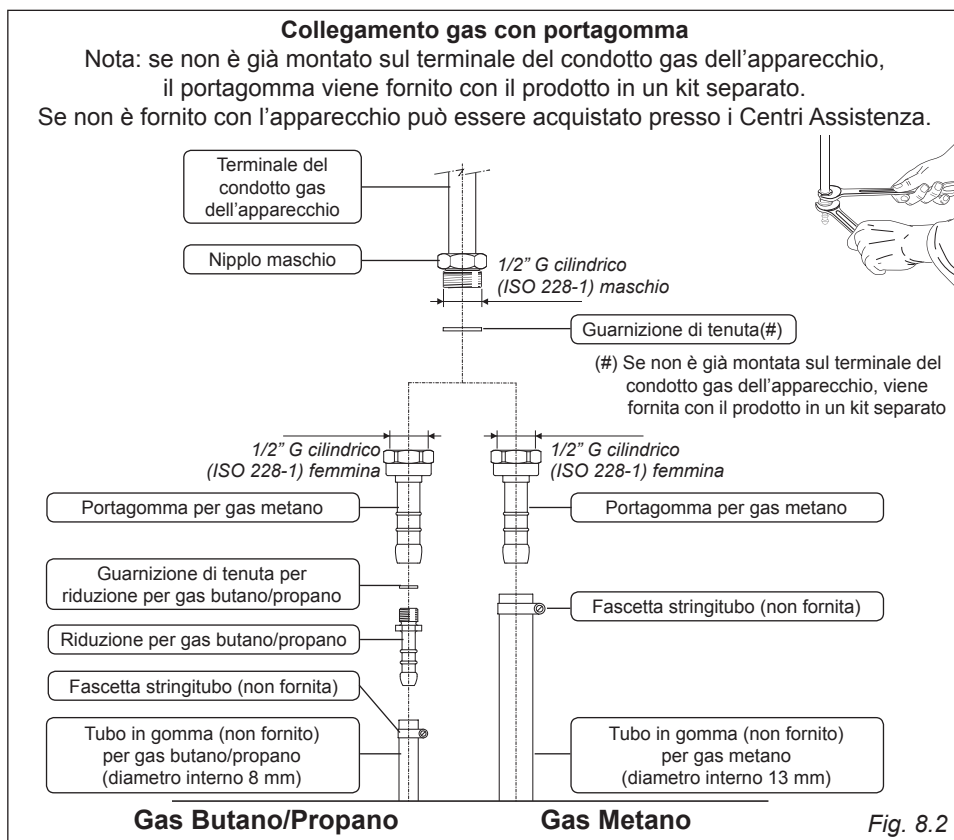 Collegamento gas con portagomma
Nota: se non è già montato sul terminale del condotto gas dell’apparecchio,
il portagomma viene fornito con il prodotto in un kit separato.
Se non è fornito con l’apparecchio può essere acquistato presso i Centri Assistenza.
Terminale del
condotto gas
dell’apparecchio
Nipplo maschio
1/2” G cilindrico
(ISO 228-1) maschio
Guarnizione di tenuta(#)
(#) Se non è già montata sul terminale del
condotto gas dell’apparecchio, viene
fornita con il prodotto in un kit separato
1/2” G cilindrico
(ISO 228-1) femmina
1/2” G cilindrico
(ISO 228-1) femmina
Portagomma per gas metano
Portagomma per gas metano
Guarnizione di tenuta per
riduzione per gas butano/propano
Fascetta stringitubo (non fornita)
Riduzione per gas butano/propano
Fascetta stringitubo (non fornita)
Tubo in gomma (non fornito)
per gas butano/propano
(diametro interno 8 mm)
Tubo in gomma (non fornito)
per gas metano
(diametro interno 13 mm)
Gas Butano/Propano
Gas Metano
Fig. 8.2